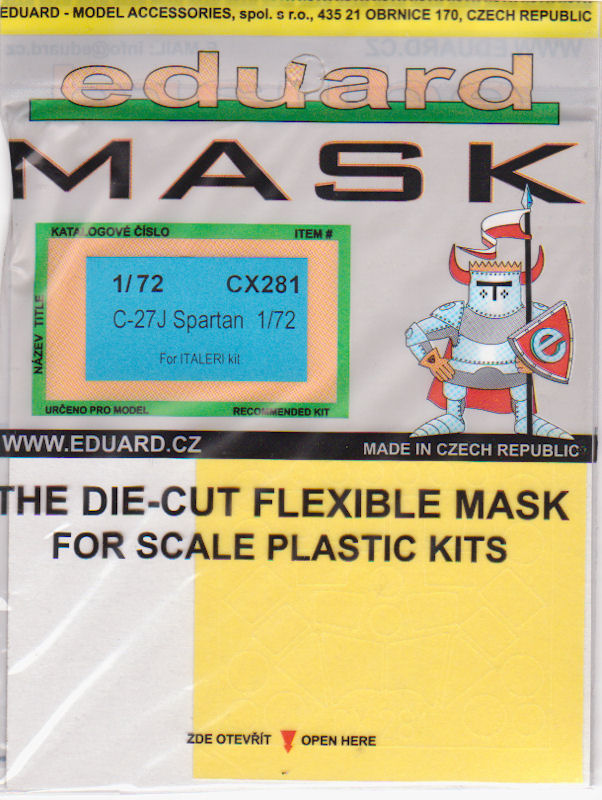 EDUARD - MODEL ACCESSORIES, spol. s r.o., 435 21 OBRNICE 170, CZECH REPUBLIC
eduard
MASK
KATALOGOVÉ ČÍSLO ITEM #
1/72 CX281
C-27J Spartan 1/72
For ITALERI kit
NÁZEV TITLE
URČENO PRO MODEL RECOMMENDED KIT
e
WWW.EDUARD.CZ MADE IN CZECH REPUBLIC
THE DIE-CUT FLEXIBLE MASK
FOR SCALE PLASTIC KITS
ZDE OTEVŘÍT OPEN HERE